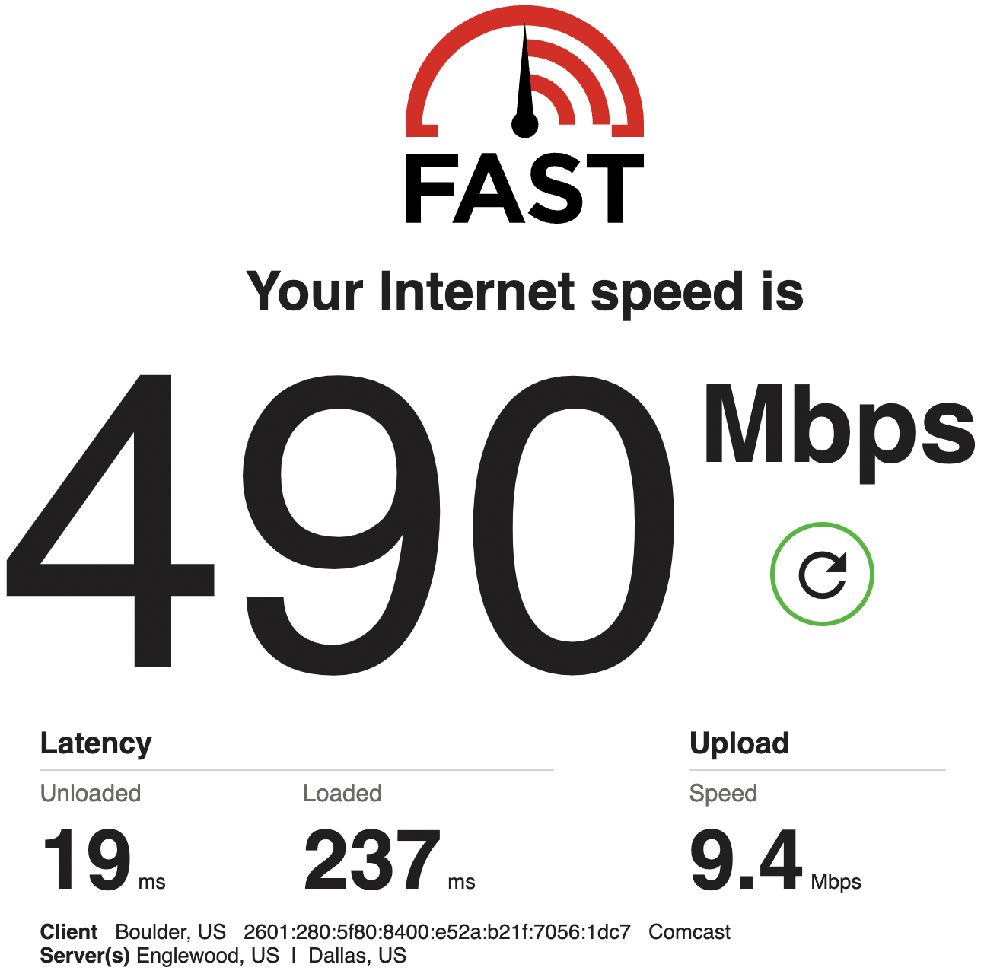 FAST
Your Internet speed is
490 Mbps
Latency
Upload
Unloaded Loaded Speed
19 ms 237 ms 9.4 Mbps
Client Boulder, US 2601:280:5f80:8400:e52a:b21f:7056:1dc7 Comcast
Server(s) Englewood, US | Dallas, US